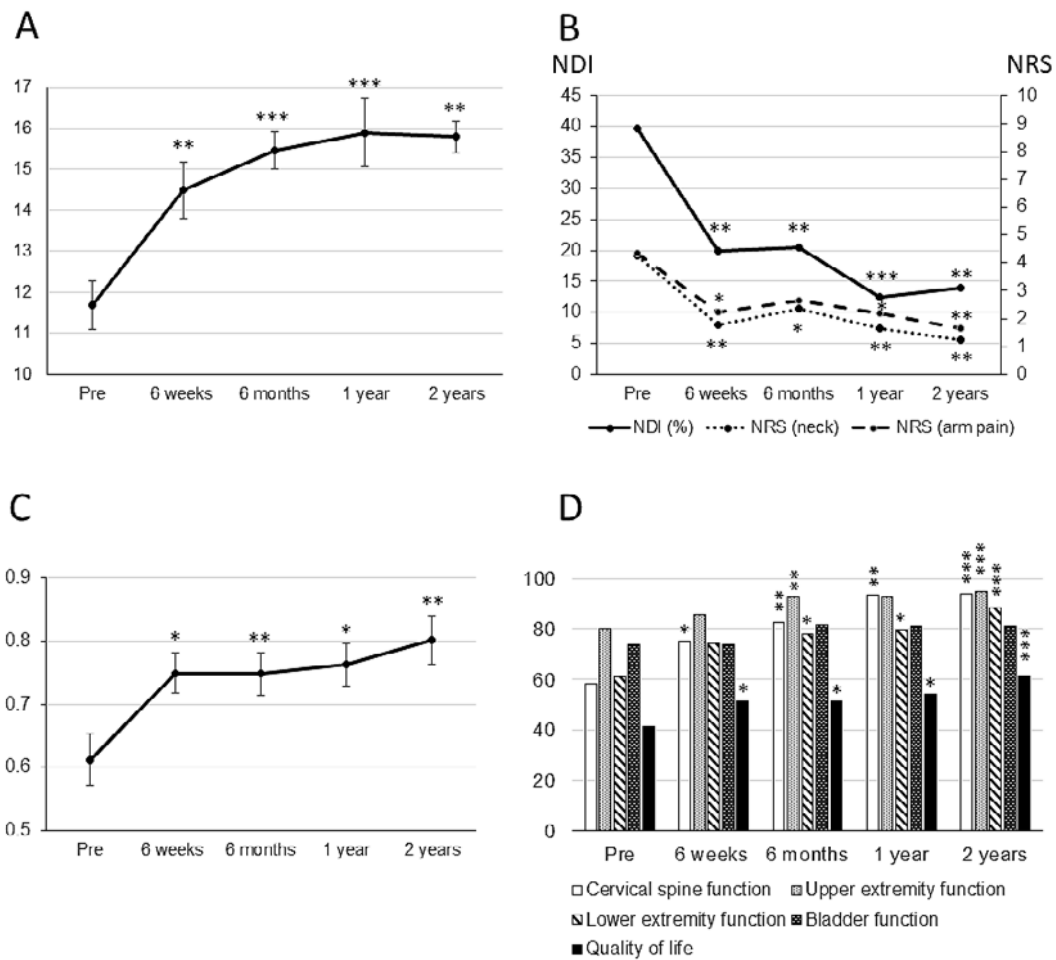 A
17
16
15
14
13
12
11
10
**
***
***
**
Pre 6 weeks 6 months 1 year 2 years
B
NDI NRS
45
40
35
30
25
20
15
10
5
0
10
9
8
7
6
5
4
3
2
1
0
** ** *** **
* * **
** * ** **
Pre 6 weeks 6 months 1 year 2 years
NDI (%) NRS (neck) NRS (arm pain)
C
0.9
0.8
0.7
0.6
0.5
* ** * **
Pre 6 weeks 6 months 1 year 2 years
D
100
80
60
40
20
0
* *
** ** * *
** * *
*** *** *** ***
Pre 6 weeks 6 months 1 year 2 years
Cervical spine function Upper extremity function
Lower extremity function Bladder function
Quality of life